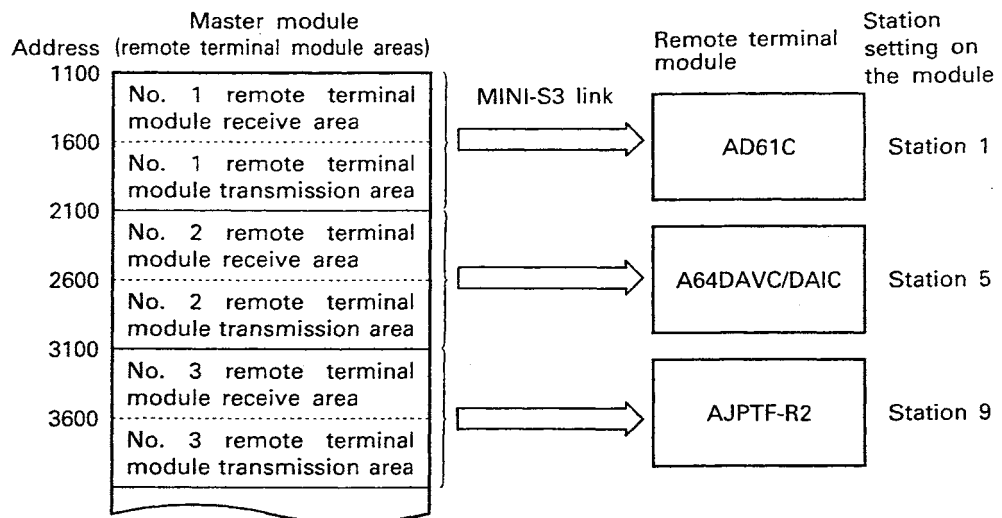 Master module
Address (remote terminal module areas)
1100
No. 1 remote terminal
module receive area
1600
No. 1 remote terminal
module transmission area
2100
No. 2 remote terminal
module receive area
2600
No. 2 remote terminal
module transmission area
3100
No. 3 remote terminal
module receive area
3600
No. 3 remote terminal
module transmission area
MINI-S3 link
Remote terminal
module
AD61C
A64DAVC/DAIC
AJPTF-R2
Station
setting on
the module
Station 1
Station 5
Station 9